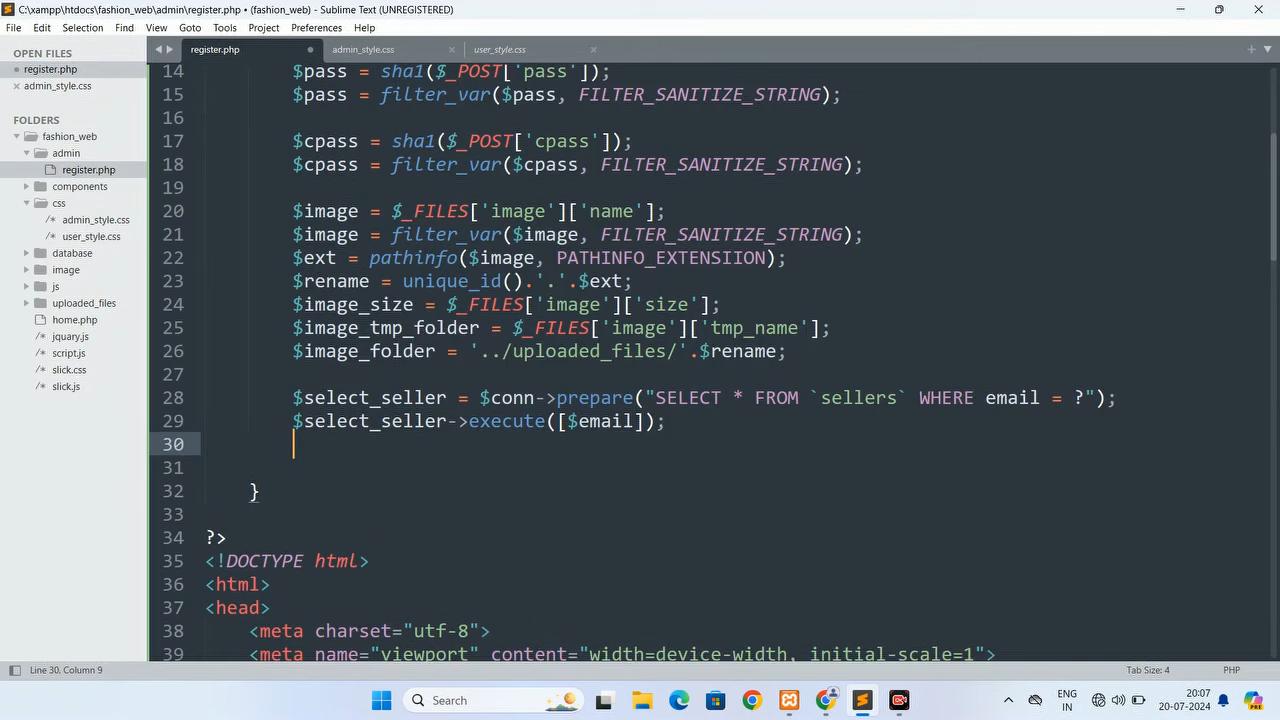 C:\xampp\htdocs\fashion_web\admin\register.php • (fashion_web) - Sublime Text (UNREGISTERED)
File Edit Selection Find View Goto Tools Project Preferences Help
OPEN FILES
register.php
admin_style.css
FOLDERS
fashion_web
admin
register.php
components
css
admin_style.css
user_style.css
database
image
js
uploaded_files
home.php
jquary.js
script.js
slick.css
slick.js
register.php admin_style.css user_style.css
14 $pass = sha1($_POST['pass']);
15 $pass = filter_var($pass, FILTER_SANITIZE_STRING);
16
17 $cpass = sha1($_POST['cpass']);
18 $cpass = filter_var($cpass, FILTER_SANITIZE_STRING);
19
20 $image = $_FILES['image']['name'];
21 $image = filter_var($image, FILTER_SANITIZE_STRING);
22 $ext = pathinfo($image, PATHINFO_EXTENSIION);
23 $rename = unique_id().'.'.$ext;
24 $image_size = $_FILES['image']['size'];
25 $image_tmp_folder = $_FILES['image']['tmp_name'];
26 $image_folder = '../uploaded_files/'.$rename;
27
28 $select_seller = $conn->prepare("SELECT * FROM `sellers` WHERE email = ?");
29 $select_seller->execute([$email]);
30
31
32 }
33
34 ?>
35 <!DOCTYPE html>
36 <html>
37 <head>
38 <meta charset="utf-8">
39 <meta name="viewport" content="width=device-width, initial-scale=1">
Line 30, Column 9 Tab Size: 4 PHP
Search
ENG
IN
20:07
20-07-2024
PRE